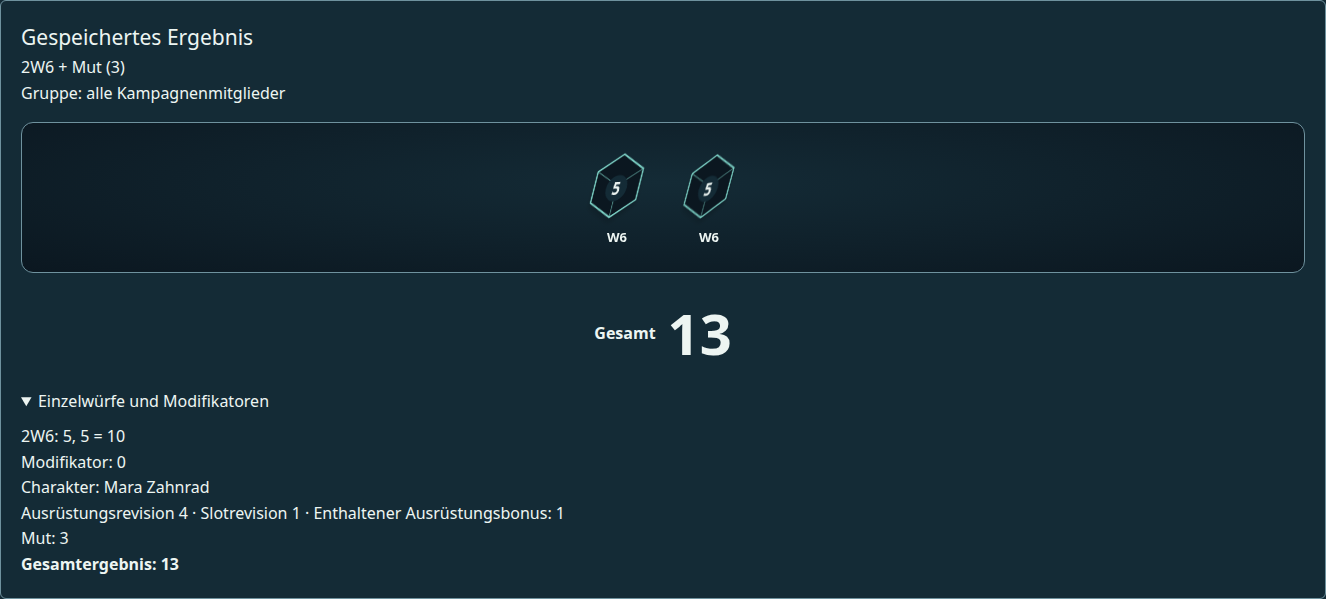 Gespeichertes Ergebnis
2W6 + Mut (3)
Gruppe: alle Kampagnenmitglieder
5 5
W6 W6
Gesamt 13
▼ Einzelwürfe und Modifikatoren
2W6: 5, 5 = 10
Modifikator: 0
Charakter: Mara Zahnrad
Ausrüstungsrevision 4 · Slotrevision 1 · Enthaltener Ausrüstungsbonus: 1
Mut: 3
Gesamtergebnis: 13